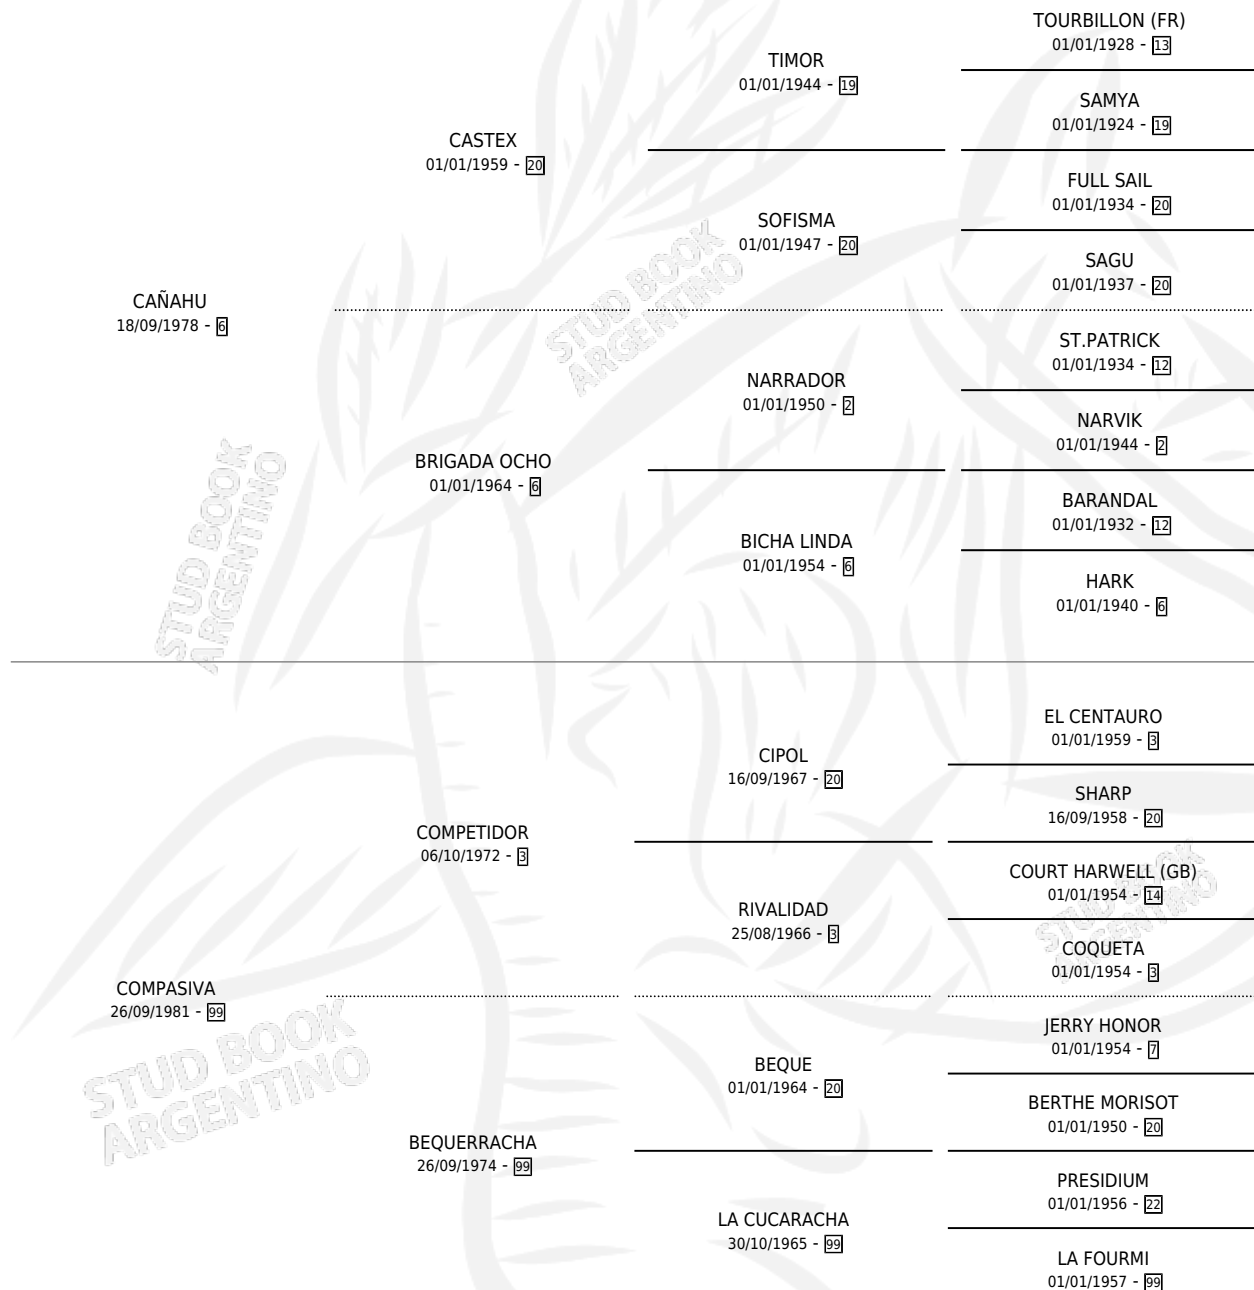 TOURBILLON (FR)
01/01/1928 - 13
TIMOR
01/01/1944 - 19
SAMYA
01/01/1924 - 19
CASTEX
01/01/1959 - 20
FULL SAIL
01/01/1934 - 20
SOFISMA
01/01/1947 - 20
SAGU
01/01/1937 - 20
CAÑAHU
18/09/1978 - 6
ST.PATRICK
01/01/1934 - 12
NARRADOR
01/01/1950 - 2
NARVIK
01/01/1944 - 2
BRIGADA OCHO
01/01/1964 - 6
BARANDAL
01/01/1932 - 12
BICHA LINDA
01/01/1954 - 6
HARK
01/01/1940 - 6
STUD BOOK
ARGENTINO
STUD BOOK
ARGENTINO
EL CENTAURO
01/01/1959 - 3
CIPOL
16/09/1967 - 20
SHARP
16/09/1958 - 20
COMPETIDOR
06/10/1972 - 3
COURT HARWELL (GB)
01/01/1954 - 14
RIVALIDAD
25/08/1966 - 3
COQUETA
01/01/1954 - 3
STUD BOOK
ARGENTINO
COMPASIVA
26/09/1981 - 99
JERRY HONOR
01/01/1954 - 7
BEQUE
01/01/1964 - 20
BERTHE MORISOT
01/01/1950 - 20
STUD BOOK
ARGENTINO
BEQUERRACHA
26/09/1974 - 99
PRESIDIUM
01/01/1956 - 22
LA CUCARACHA
30/10/1965 - 99
LA FOURMI
01/01/1957 - 99